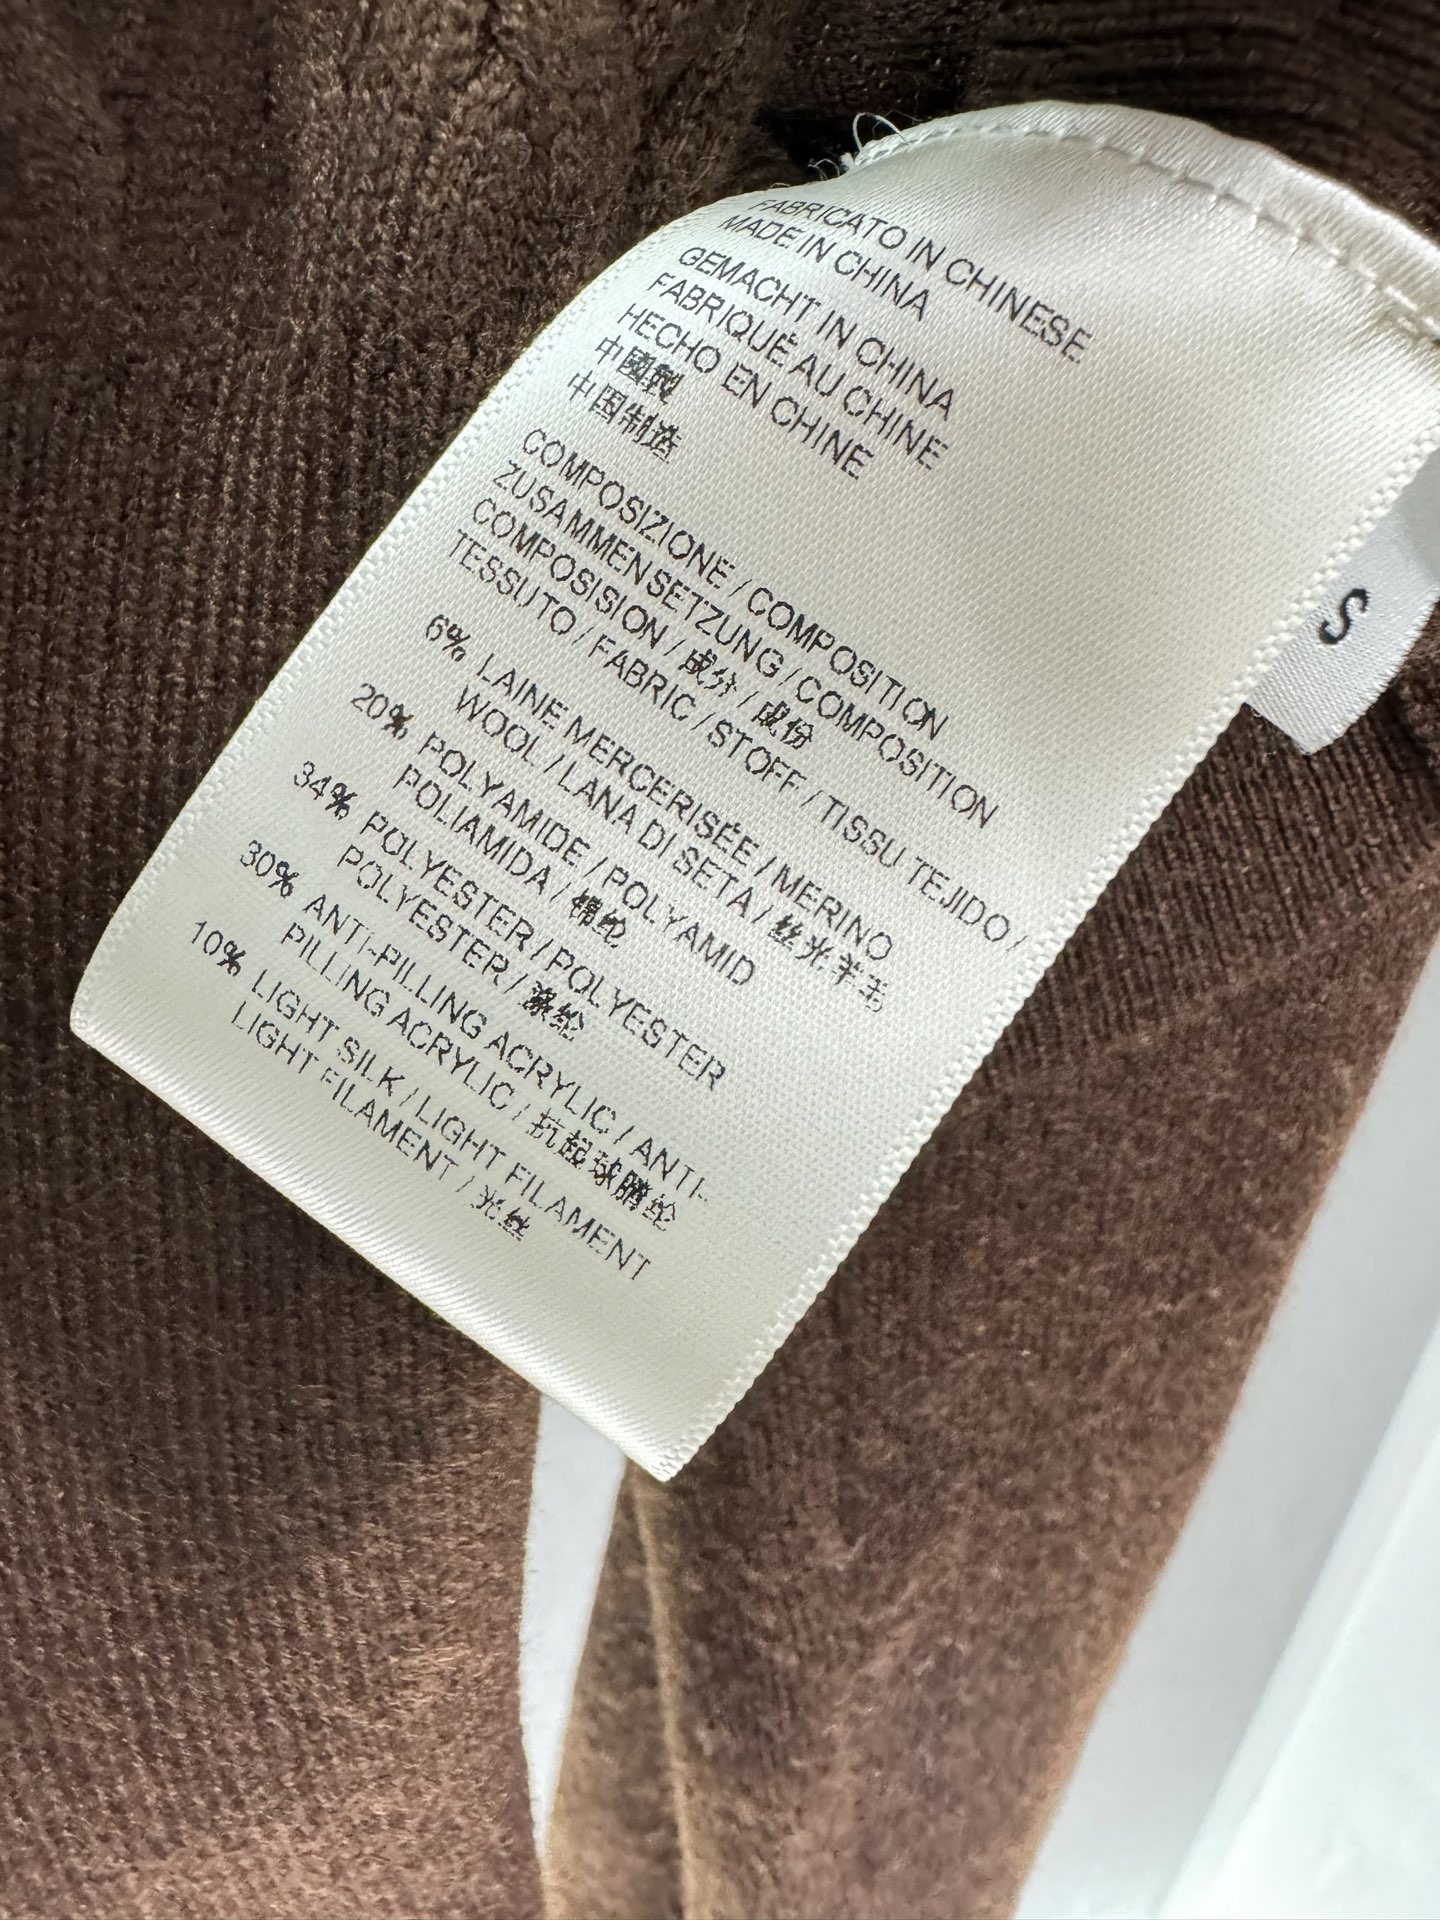 FABRICATO IN CHINESE
MADE IN CHINA
GEMACHT IN CHINA
FABRIQUÉ AU CHINE
HECHO EN CHINE
中國製
中国制造
COMPOSIZIONE / COMPOSITION
ZUSAMMENSETZUNG / COMPOSITION
COMPOSISION / 成分 / 成份
TESSUTO / FABRIC / STOFF / TISSU TEJIDO /
6% LAINE MERCERISÉE / MERINO
WOOL / LANA DI SETA / 丝光羊毛
20% POLYAMIDE / POLYAMID
POLIAMIDA / 锦纶
34% POLYESTER / POLYESTER
POLYESTER / 涤纶
30% ANTI-PILLING ACRYLIC / ANTI-
PILLING ACRYLIC / 抗起球腈纶
10% LIGHT SILK / LIGHT FILAMENT
LIGHT FILAMENT / 光丝
S